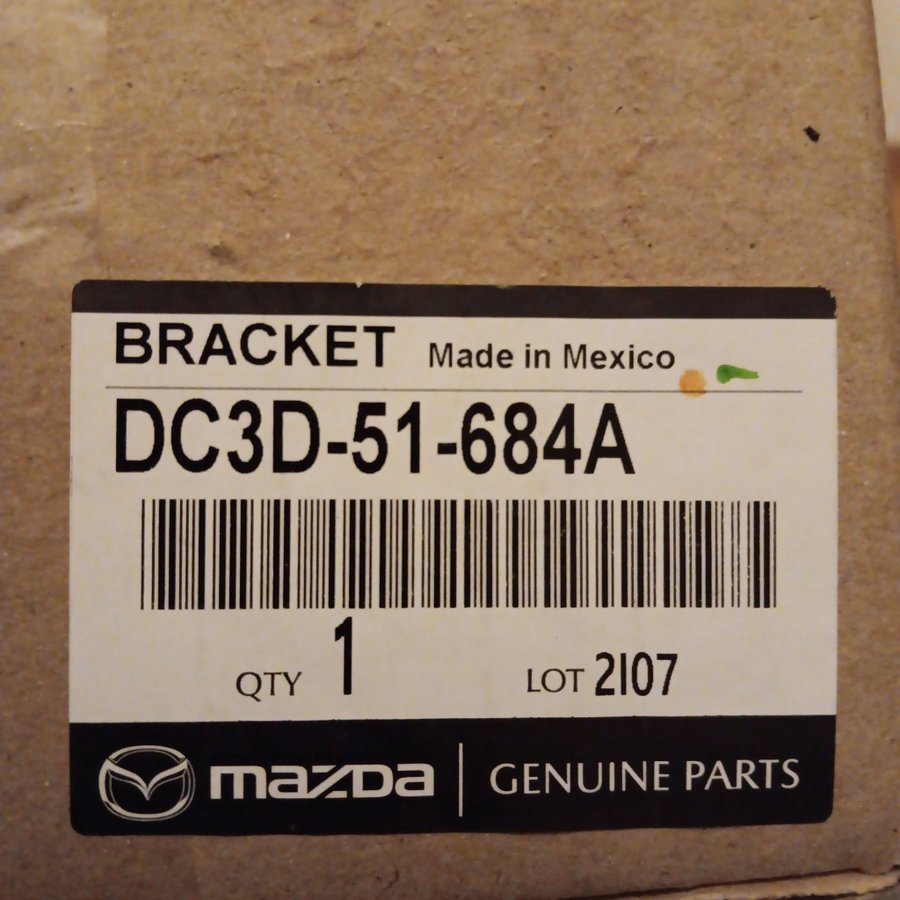 BRACKET Made in Mexico
DC3D-51-684A
QTY 1 LOT 2I07
mazda GENUINE PARTS